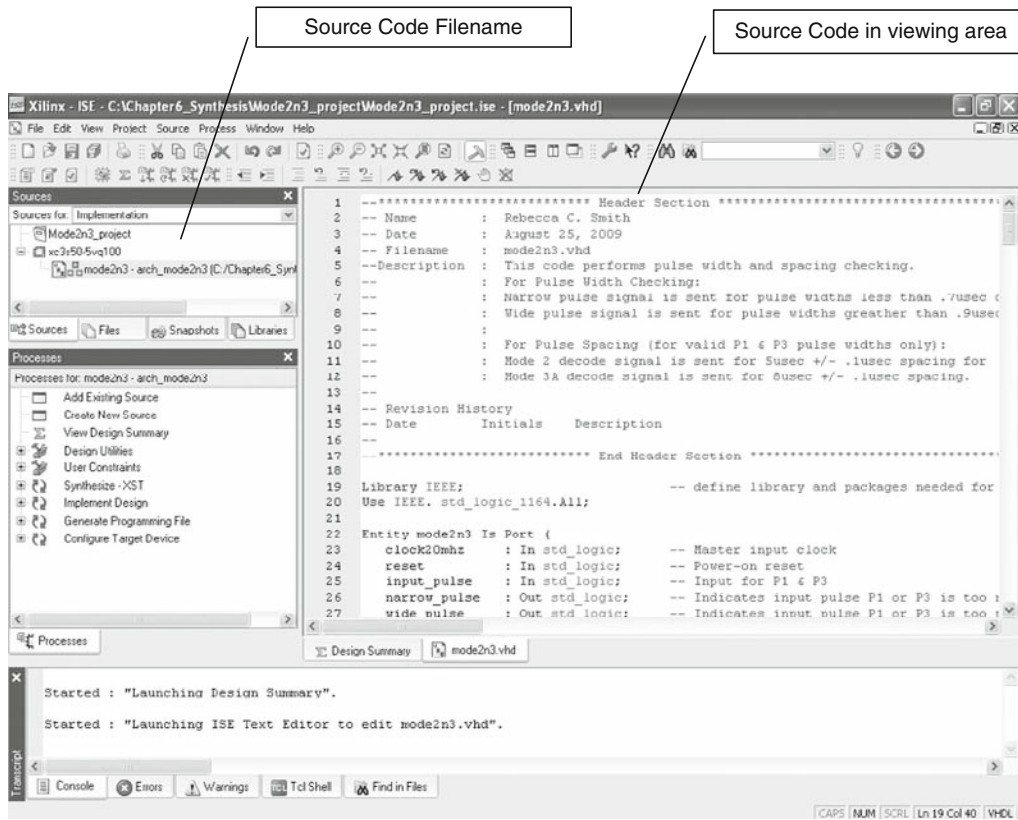 Source Code Filename
Source Code in viewing area
Xilinx - ISE - C:\Chapter6_Synthesis\Mode2n3_project\Mode2n3_project.ise - [mode2n3.vhd]
File Edit View Project Source Process Window Help
Sources
Sources for: Implementation
Mode2n3_project
xc3s50-5vq100
mode2n3 - arch_mode2n3 (C:/Chapter6_Synt
Sources Files Snapshots Libraries
Processes
Processes for: mode2n3 - arch_mode2n3
Add Existing Source
Create New Source
View Design Summary
Design Utilities
User Constraints
Synthesize - XST
Implement Design
Generate Programming File
Configure Target Device
Processes
1 --*************************** Header Section ************************************
2 -- Name : Rebecca C. Smith
3 -- Date : August 25, 2009
4 -- Filename : mode2n3.vhd
5 --Description : This code performs pulse width and spacing checking.
6 -- : For Pulse Width Checking:
7 -- : Narrow pulse signal is sent for pulse widths less than .7usec
8 -- : Wide pulse signal is sent for pulse widths greather than .9usec
9 -- :
10 -- : For Pulse Spacing (for valid P1 & P3 pulse widths only):
11 -- : Mode 2 decode signal is sent for 5usec +/- .1usec spacing for
12 -- : Mode 3A decode signal is sent for 8usec +/- .1usec spacing.
13 --
14 -- Revision History
15 -- Date Initials Description
16 --
17 --*************************** End Header Section ********************************
18
19 Library IEEE; -- define library and packages needed for
20 Use IEEE. std_logic_1164.All;
21
22 Entity mode2n3 Is Port (
23 clock20mhz : In std_logic; -- Master input clock
24 reset : In std_logic; -- Power-on reset
25 input_pulse : In std_logic; -- Input for P1 & P3
26 narrow_pulse : Out std_logic; -- Indicates input pulse P1 or P3 is too
27 wide_pulse : Out std_logic; -- Indicates input pulse P1 or P3 is too
Design Summary mode2n3.vhd
Transcript
Started : "Launching Design Summary".
Started : "Launching ISE Text Editor to edit mode2n3.vhd".
Console Errors Warnings Tcl Shell Find in Files
CAPS NUM SCRL Ln 19 Col 40 VHDL